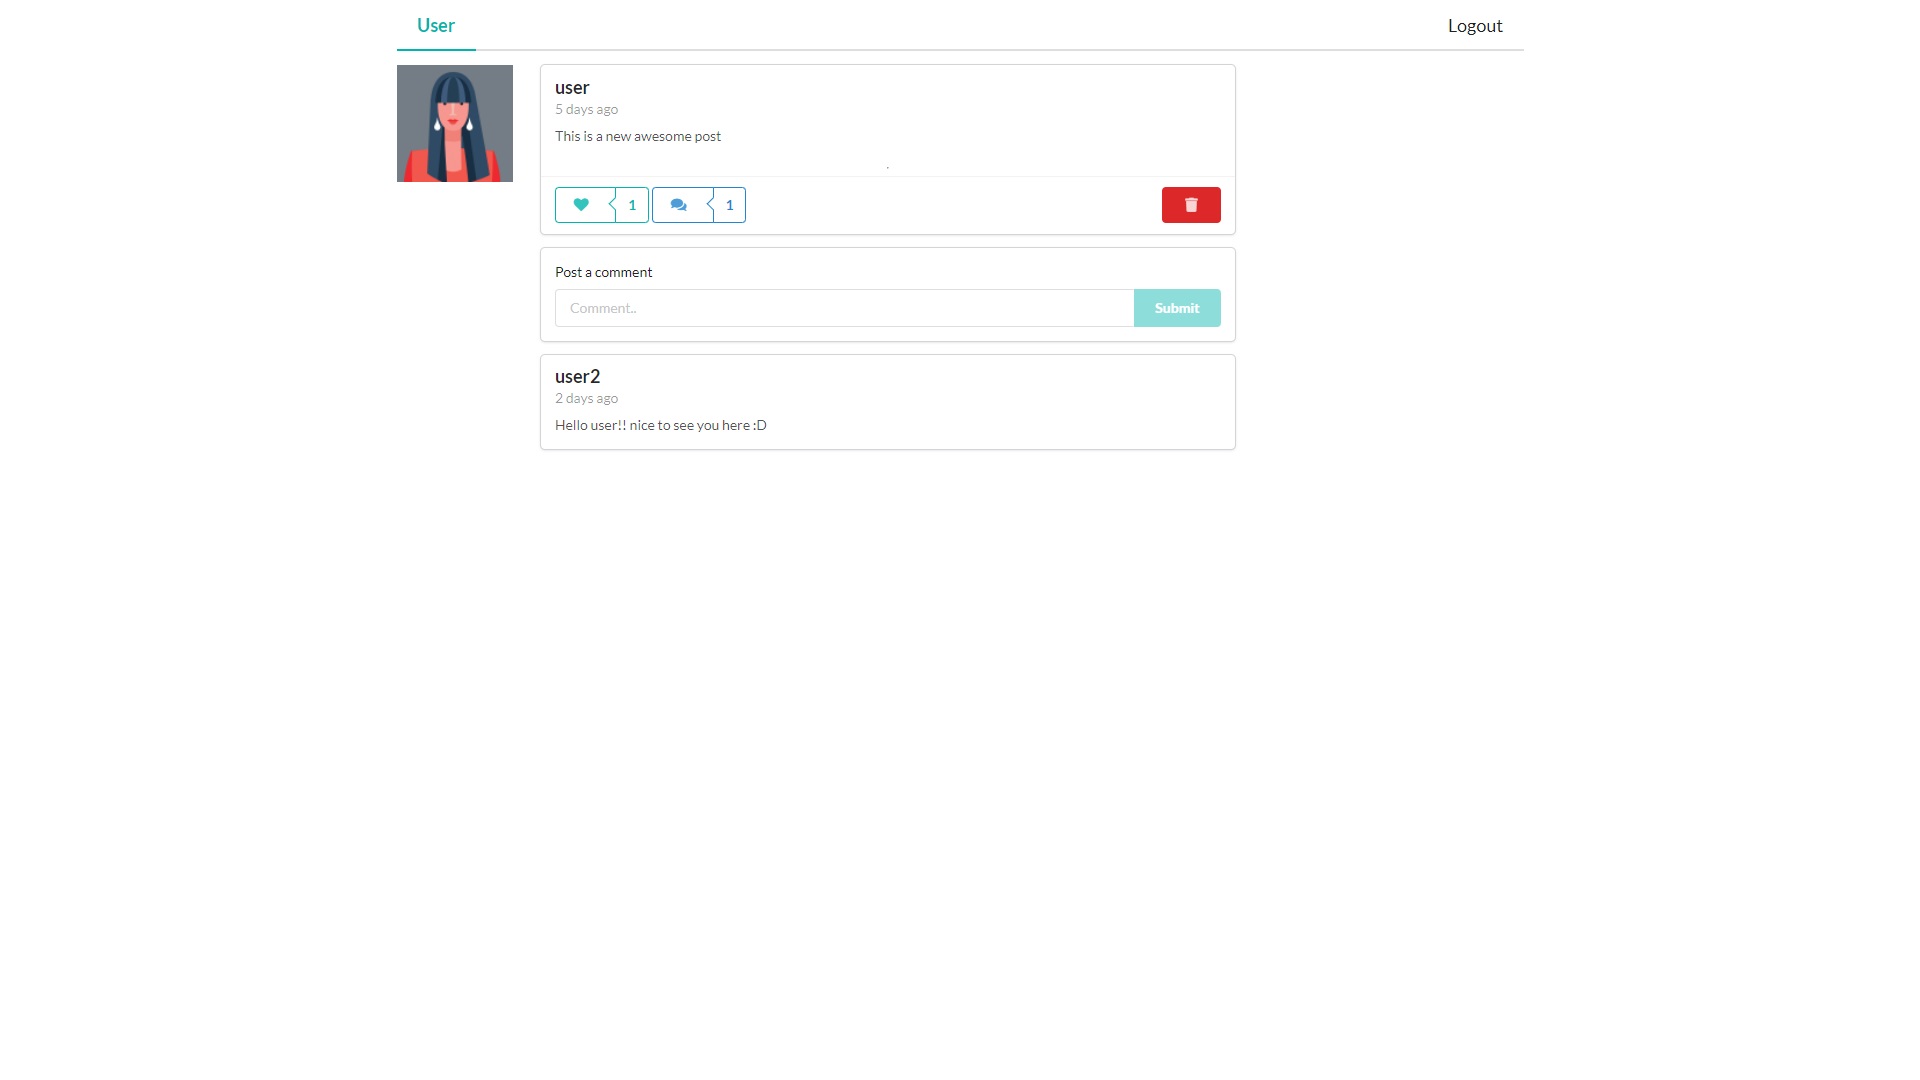 User
Logout
user
5 days ago
This is a new awesome post
.
1
1
Post a comment
Comment..
Submit
user2
2 days ago
Hello user!! nice to see you here :D